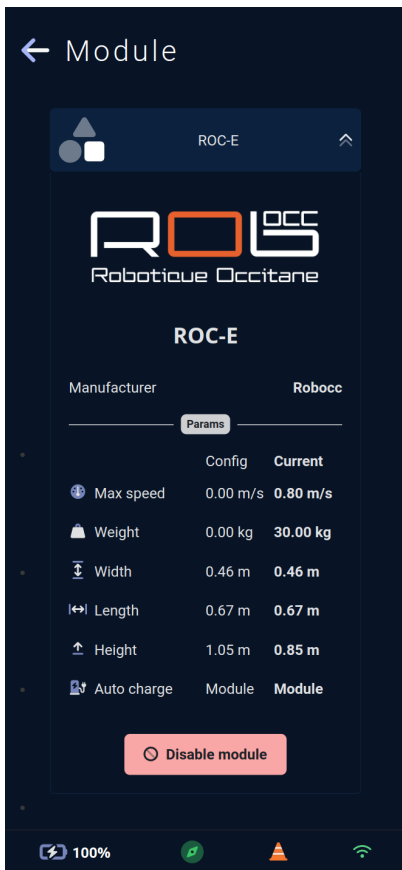 Module
ROC-E
ROBOCC
Robotique Occitane
ROC-E
Manufacturer Robocc
Params
Config Current
Max speed 0.00 m/s 0.80 m/s
Weight 0.00 kg 30.00 kg
Width 0.46 m 0.46 m
Length 0.67 m 0.67 m
Height 1.05 m 0.85 m
Auto charge Module Module
Disable module
100%